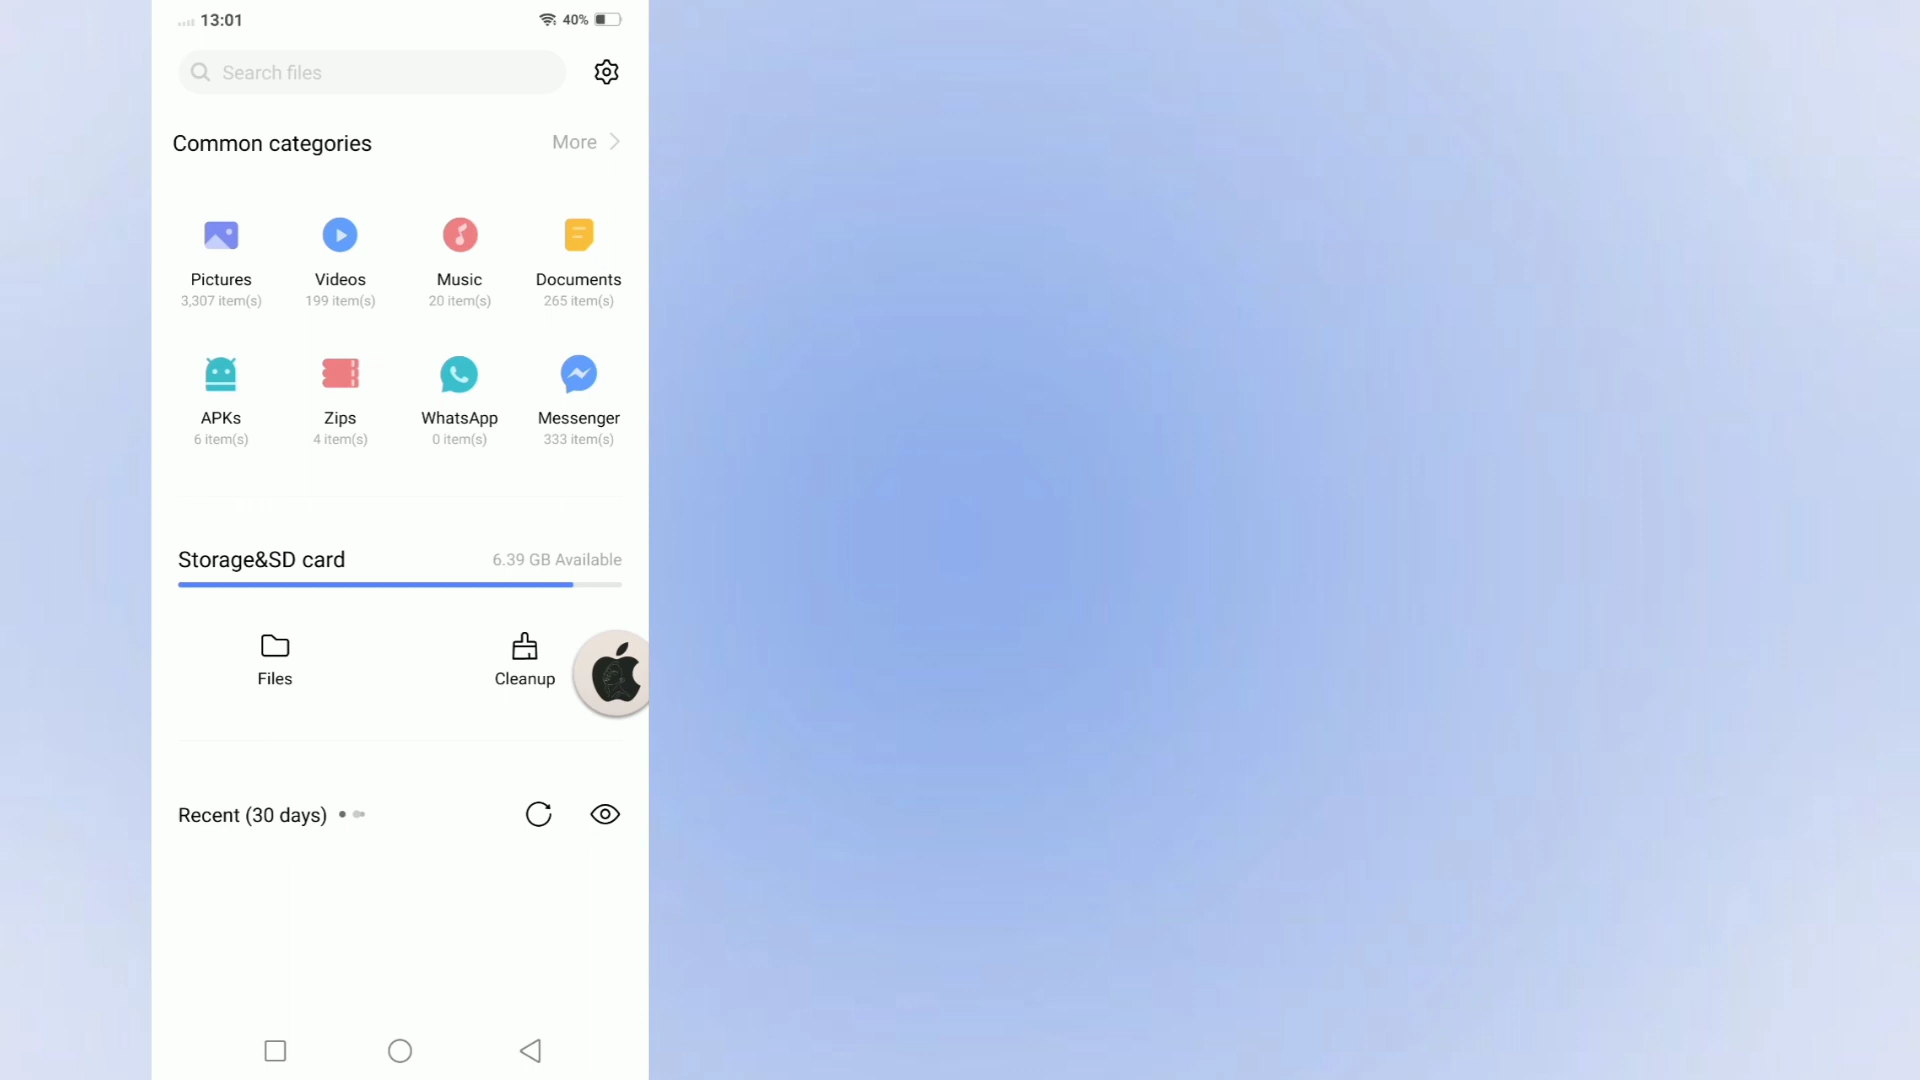 13:01 40%
Search files
Common categories More
Pictures Videos Music Documents
3,307 item(s) 199 item(s) 20 item(s) 265 item(s)
APKs Zips WhatsApp Messenger
6 item(s) 4 item(s) 0 item(s) 333 item(s)
Storage&SD card 6.39 GB Available
Files Cleanup
Recent (30 days)